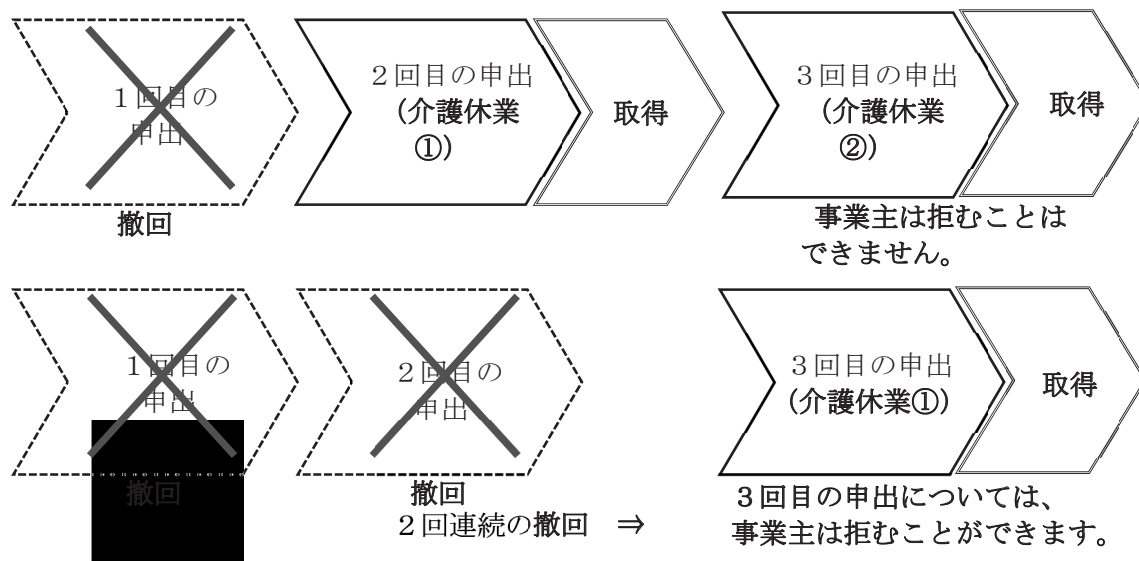 １回目の
申出
撤回
２回目の申出
(介護休業
①)
取得
３回目の申出
(介護休業
②)
取得
事業主は拒むことは
できません。
１回目の
申出
撤回
２回目の
申出
撤回
２回連続の撤回　⇒
３回目の申出
(介護休業①)
取得
３回目の申出については、
事業主は拒むことができます。